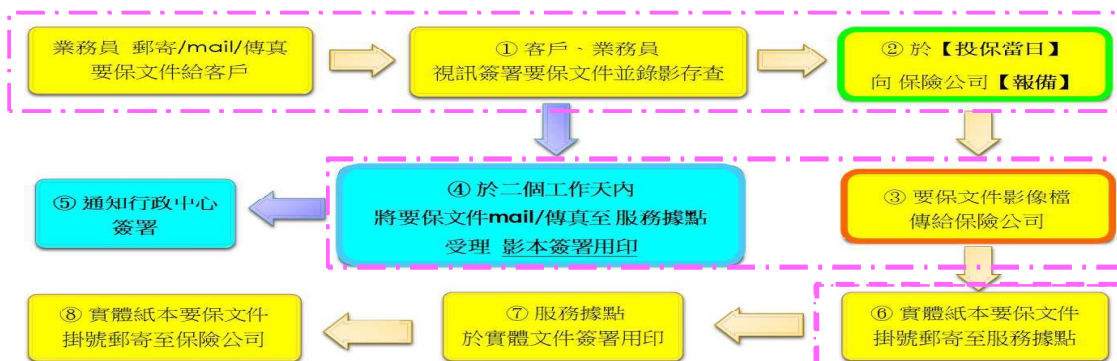 業務員 郵寄/mail/傳真
要保文件給客戶
① 客戶、業務員
視訊簽署要保文件並錄影存查
② 於【投保當日】
向 保險公司【報備】
③ 要保文件影像檔
傳給保險公司
④ 於二個工作天內
將要保文件mail/傳真至 服務據點
受理 影本簽署用印
⑤ 通知行政中心
簽署
⑥ 實體紙本要保文件
掛號郵寄至服務據點
⑦ 服務據點
於實體文件簽署用印
⑧ 實體紙本要保文件
掛號郵寄至保險公司